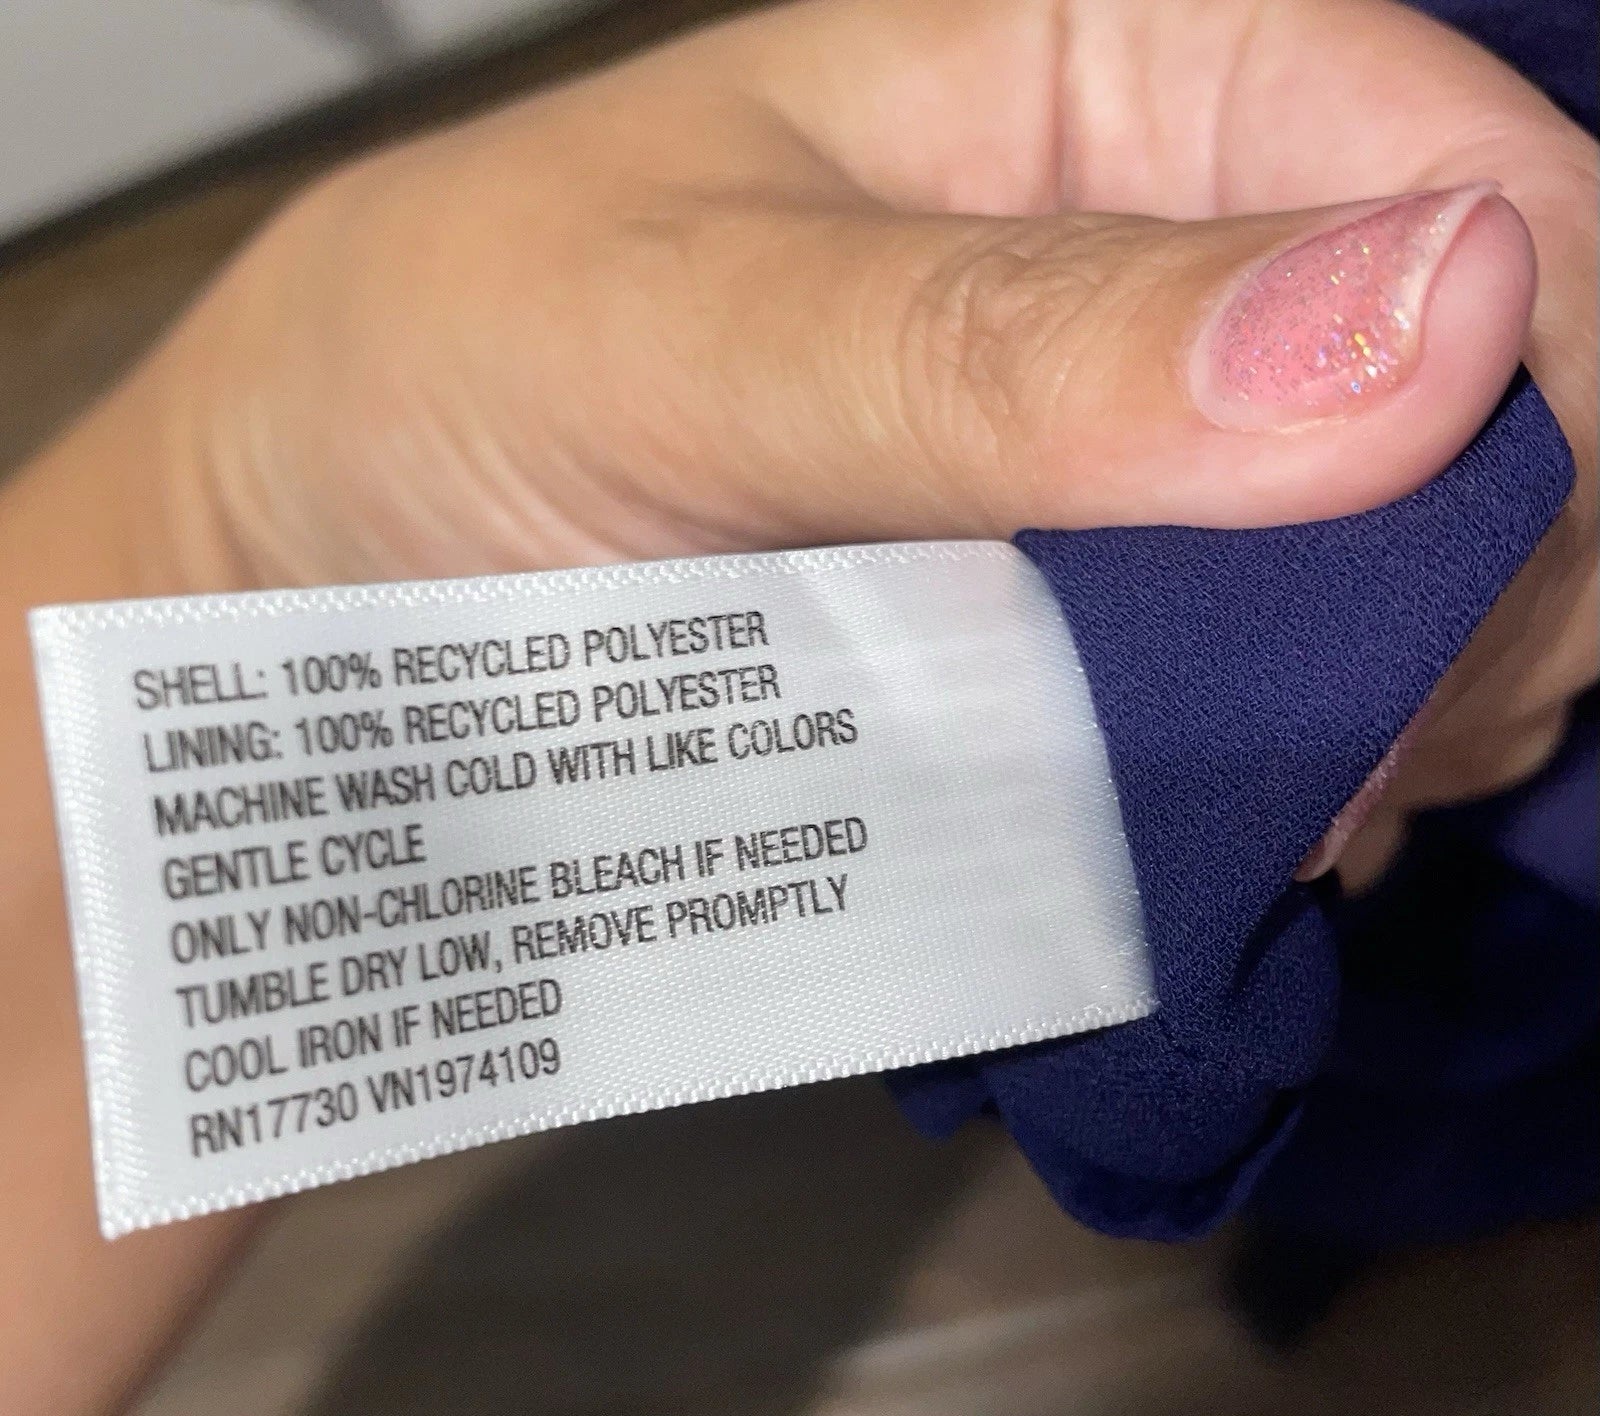 SHELL: 100% RECYCLED POLYESTER
LINING: 100% RECYCLED POLYESTER
MACHINE WASH COLD WITH LIKE COLORS
GENTLE CYCLE
ONLY NON-CHLORINE BLEACH IF NEEDED
TUMBLE DRY LOW, REMOVE PROMPTLY
COOL IRON IF NEEDED
RN17730 VN1974109